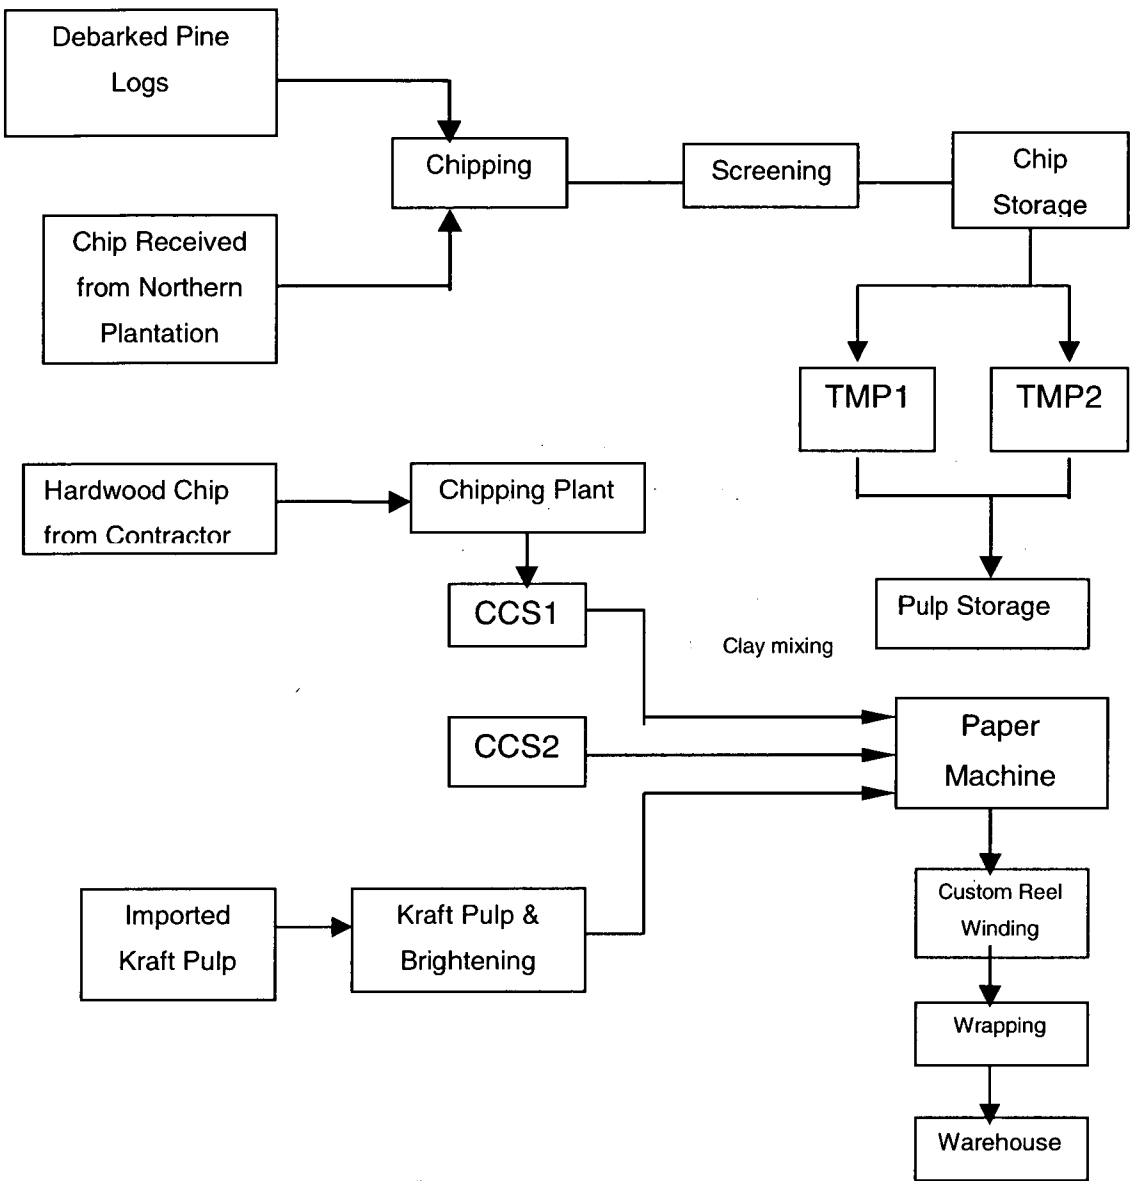 Debarked Pine
Logs
Chipping
Screening
Chip
Storage
Chip Received
from Northern
Plantation
TMP1
TMP2
Hardwood Chip
from Contractor
Chipping Plant
CCS1
Pulp Storage
Clay mixing
CCS2
Paper
Machine
Imported
Kraft Pulp
Kraft Pulp &
Brightening
Custom Reel
Winding
Wrapping
Warehouse